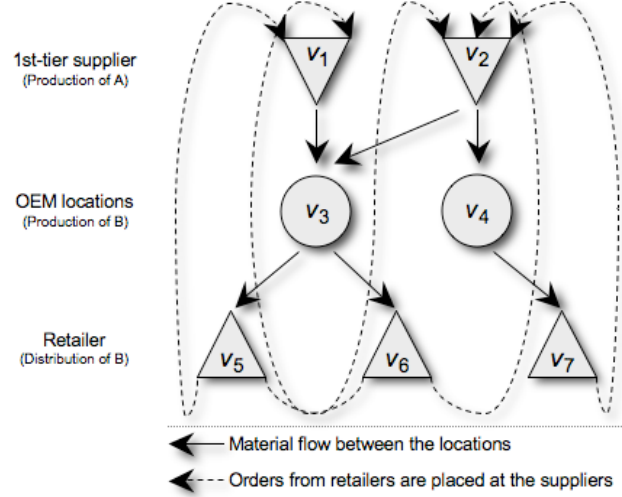 1st-tier supplier
(Production of A)
v1
v2
OEM locations
(Production of B)
v3
v4
Retailer
(Distribution of B)
v5
v6
v7
Material flow between the locations
Orders from retailers are placed at the suppliers